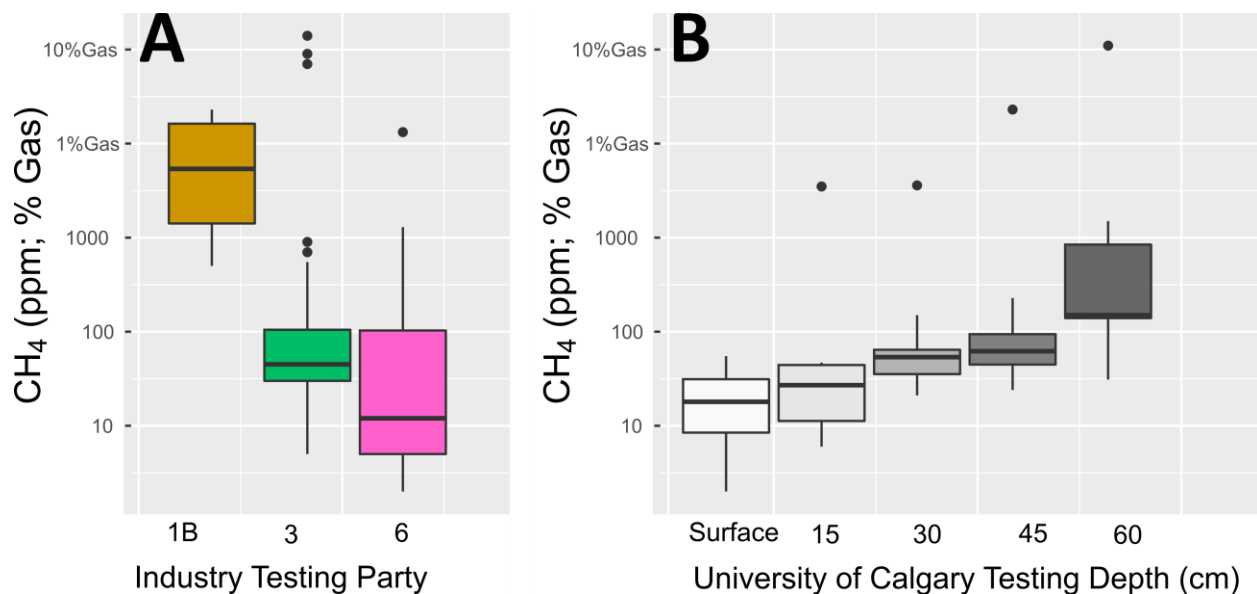 A
CH4 (ppm; % Gas)
10%Gas
1%Gas
1000
100
10
1B 3 6
Industry Testing Party
B
CH4 (ppm; % Gas)
10%Gas
1%Gas
1000
100
10
Surface 15 30 45 60
University of Calgary Testing Depth (cm)